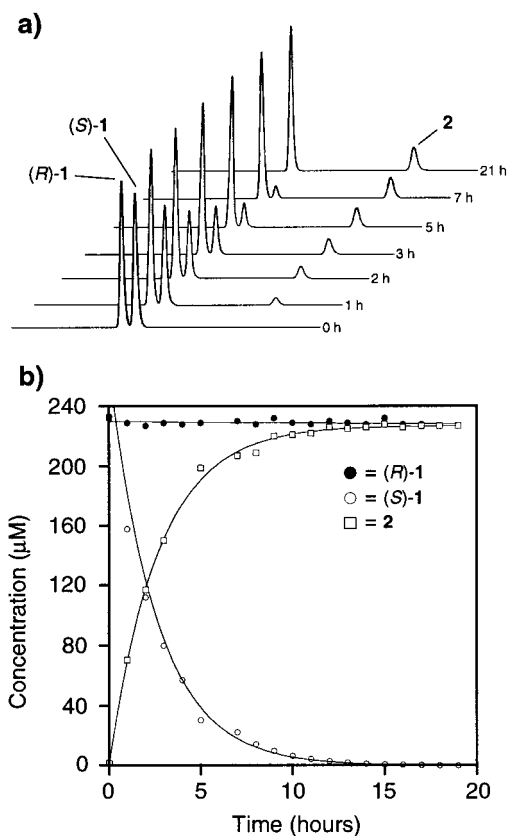 a)
(S)-1
2
(R)-1
21 h
7 h
5 h
3 h
2 h
1 h
0 h
b)
240
200
160
120
80
40
0
Concentration (µM)
● = (R)-1
○ = (S)-1
□ = 2
0 5 10 15 20
Time (hours)